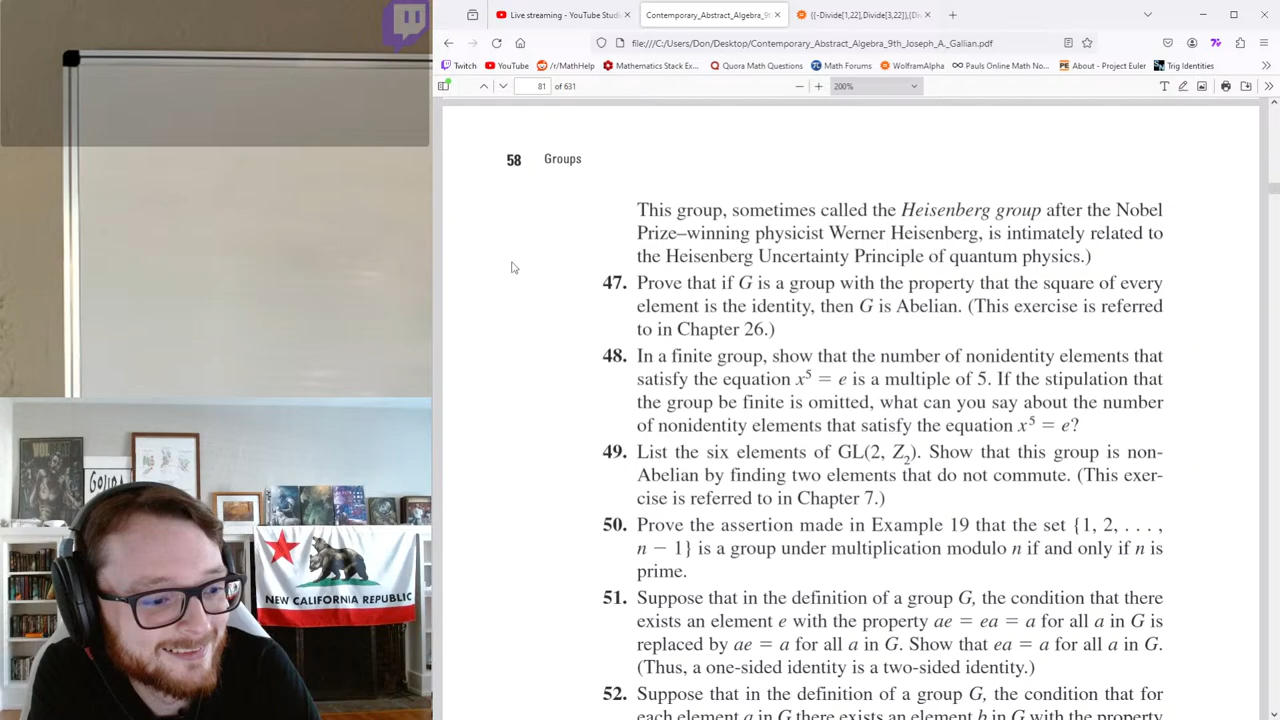 Live streaming - YouTube Studi
Contemporary_Abstract_Algebra_9t
{{-Divide[1,22],Divide[3,22]},{Di
file:///C:/Users/Don/Desktop/Contemporary_Abstract_Algebra_9th_Joseph_A._Gallian.pdf
Twitch
YouTube
/r/MathHelp
Mathematics Stack Ex...
Quora Math Questions
Math Forums
WolframAlpha
Pauls Online Math No...
About - Project Euler
Trig Identities
81 of 631
200%
58 Groups
This group, sometimes called the Heisenberg group after the Nobel
Prize–winning physicist Werner Heisenberg, is intimately related to
the Heisenberg Uncertainty Principle of quantum physics.)
47. Prove that if G is a group with the property that the square of every
element is the identity, then G is Abelian. (This exercise is referred
to in Chapter 26.)
48. In a finite group, show that the number of nonidentity elements that
satisfy the equation x⁵ = e is a multiple of 5. If the stipulation that
the group be finite is omitted, what can you say about the number
of nonidentity elements that satisfy the equation x⁵ = e?
49. List the six elements of GL(2, Z₂). Show that this group is non-
Abelian by finding two elements that do not commute. (This exer-
cise is referred to in Chapter 7.)
50. Prove the assertion made in Example 19 that the set {1, 2, . . . ,
n − 1} is a group under multiplication modulo n if and only if n is
prime.
51. Suppose that in the definition of a group G, the condition that there
exists an element e with the property ae = ea = a for all a in G is
replaced by ae = a for all a in G. Show that ea = a for all a in G.
(Thus, a one-sided identity is a two-sided identity.)
52. Suppose that in the definition of a group G, the condition that for
each element a in G there exists an element b in G with the property
GOJIRA
NEW CALIFORNIA REPUBLIC